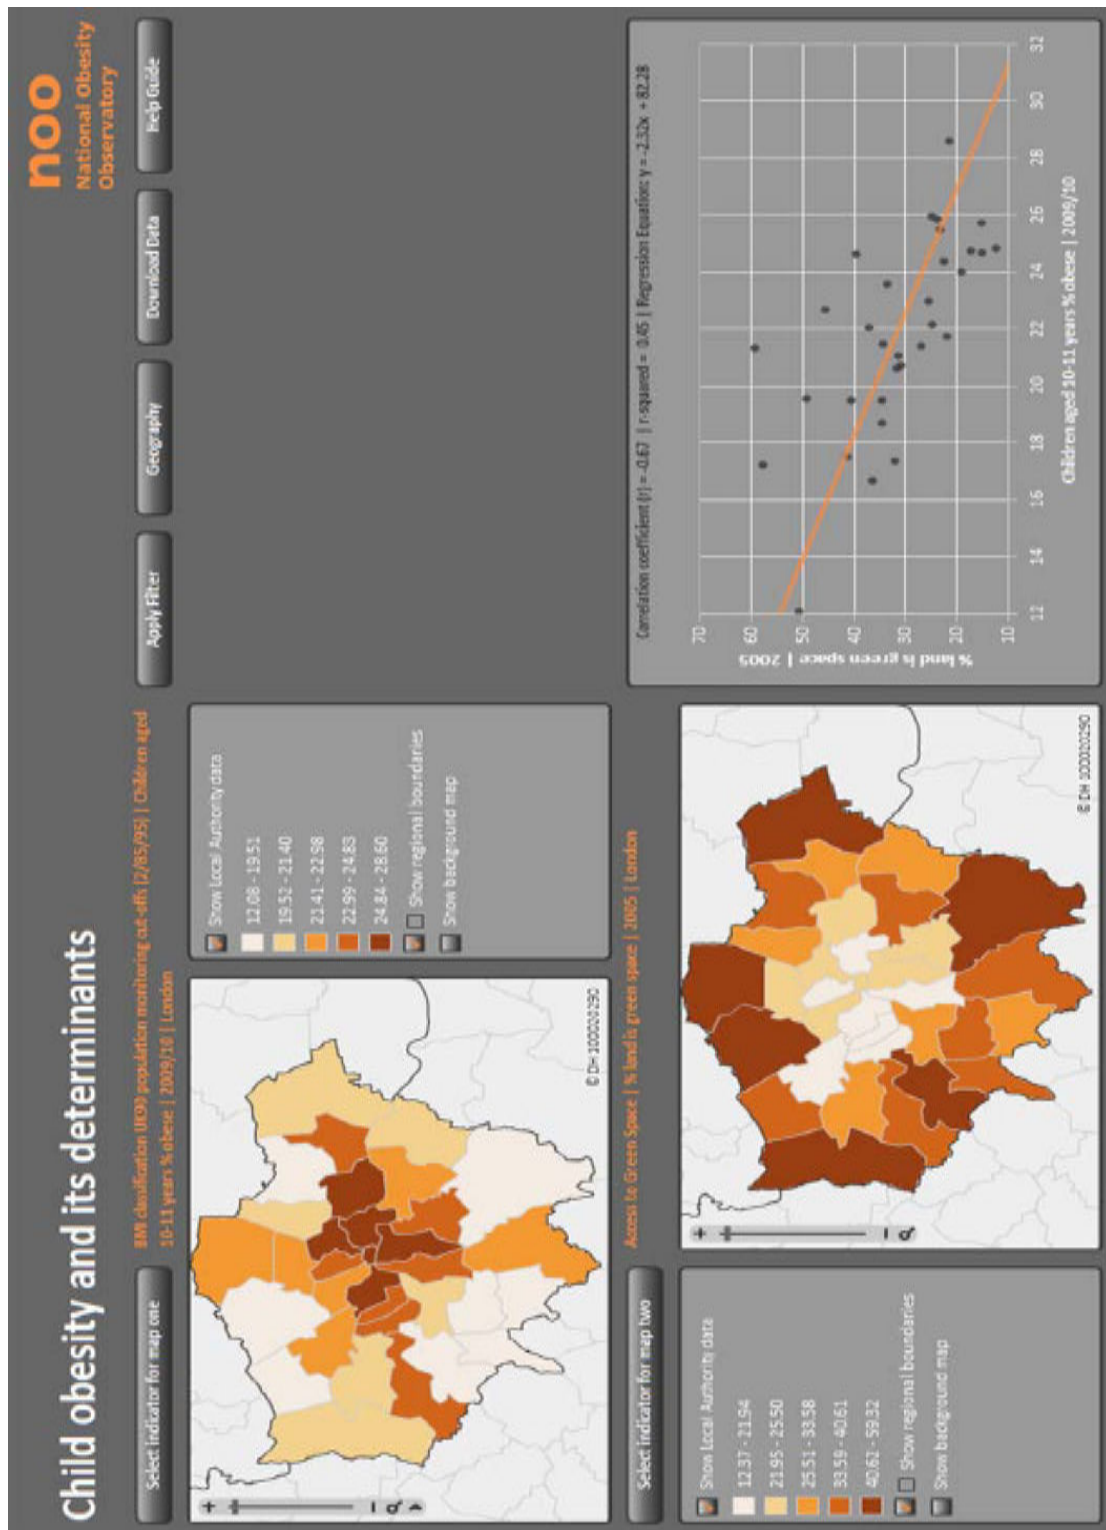 Child obesity and its determinants
noo
National Obesity
Observatory
Select indicator for map one
BMI classification UK90 population monitoring cut-offs (2/85/95) | Children aged
10-11 years % obese | 2009/10 | London
Apply Filter
Geography
Download Data
Help Guide
© DH 100020290
Show Local Authority data
12.08 - 19.51
19.52 - 21.40
21.41 - 22.98
22.99 - 24.83
24.84 - 28.60
Show regional boundaries
Show background map
Select indicator for map two
Access to Green Space | % land is green space | 2005 | London
Show Local Authority data
12.37 - 21.94
21.95 - 25.50
25.51 - 33.58
33.59 - 40.61
40.62 - 59.32
Show regional boundaries
Show background map
© DH 100020290
Correlation coefficient (r) = -0.67 | r-squared = 0.45 | Regression Equation: y = -2.32x + 82.28
% land is green space | 2005
70
60
50
40
30
20
10
12 14 16 18 20 22 24 26 28 30 32
Children aged 10-11 years % obese | 2009/10